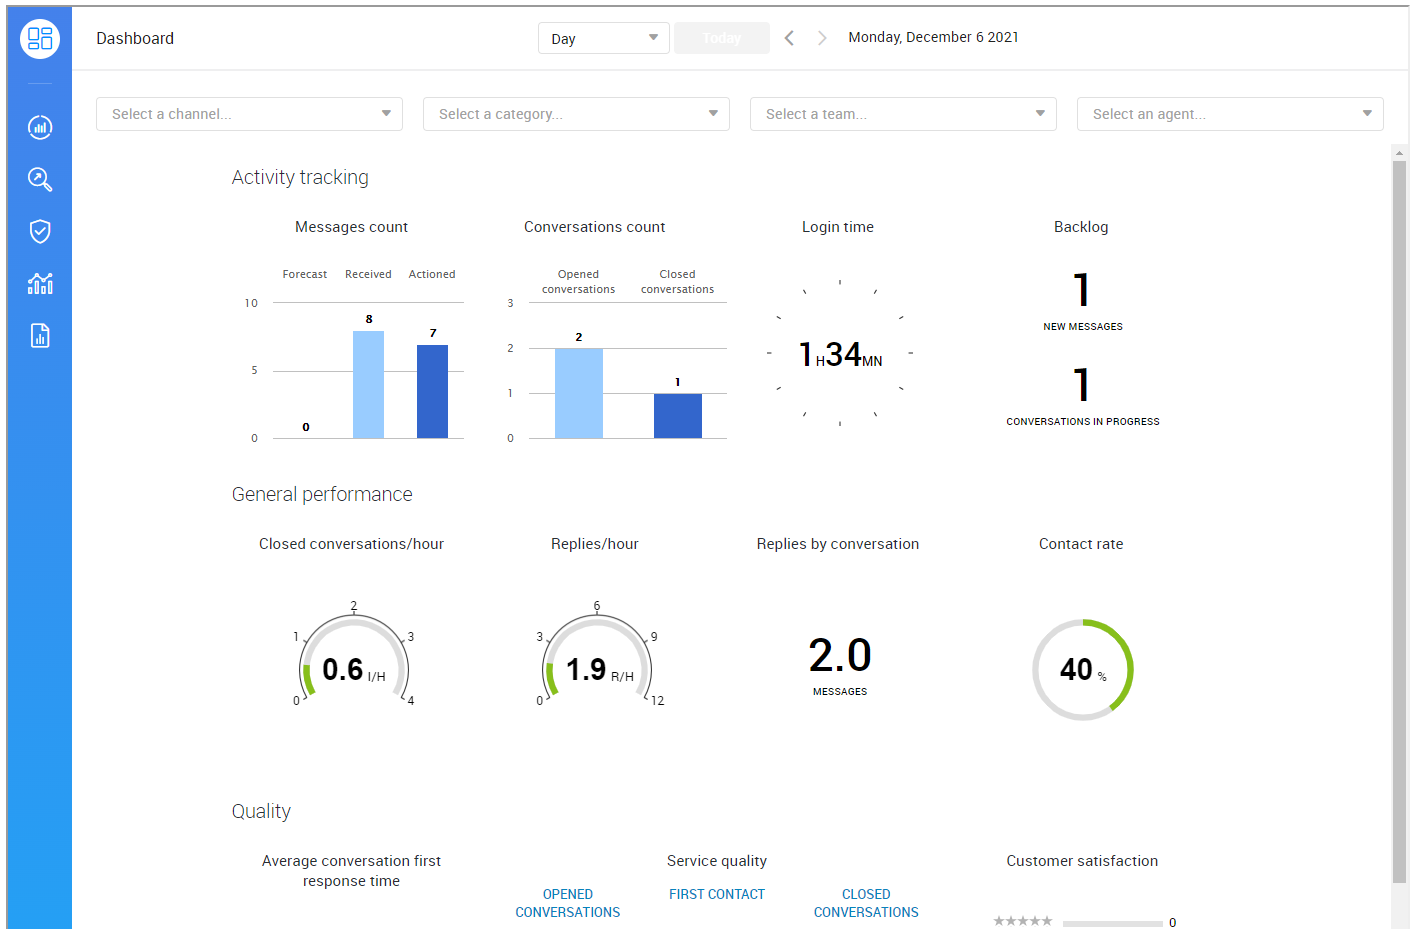 Dashboard
Day
Today
Monday, December 6 2021
Select a channel...
Select a category...
Select a team...
Select an agent...
Activity tracking
Messages count
Forecast
Received
Actioned
10
5
0
0
8
7
Conversations count
Opened
conversations
Closed
conversations
3
2
1
0
2
1
Login time
1H34MN
Backlog
1
NEW MESSAGES
1
CONVERSATIONS IN PROGRESS
General performance
Closed conversations/hour
0
1
2
3
4
0.6 I/H
Replies/hour
0
3
6
9
12
1.9 R/H
Replies by conversation
2.0
MESSAGES
Contact rate
40 %
Quality
Average conversation first
response time
Service quality
OPENED
CONVERSATIONS
FIRST CONTACT
CLOSED
CONVERSATIONS
Customer satisfaction
★★★★★
0